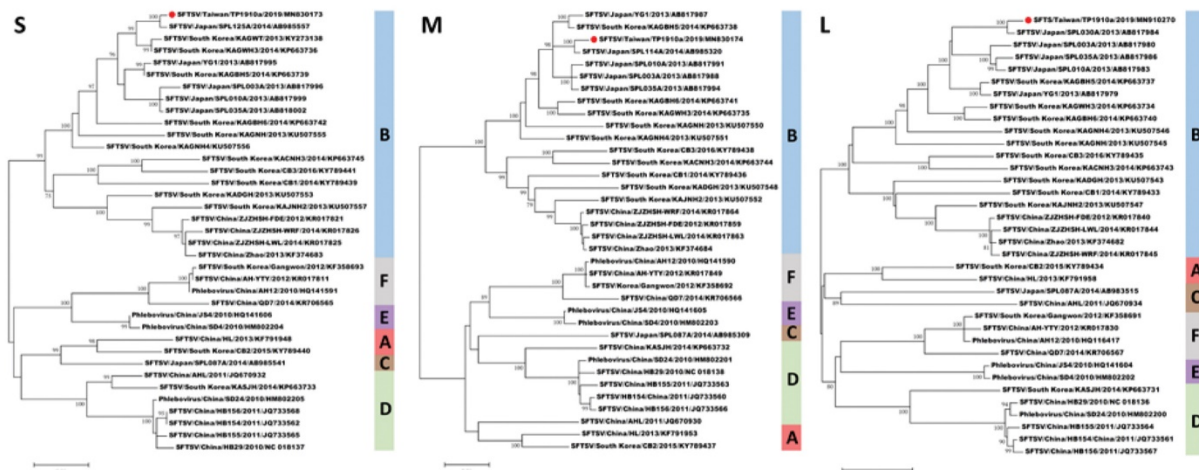 S
SFTSV/Taiwan/TP1910a/2019/MN830173
SFTSV/Japan/SPL125A/2014/AB985557
SFTSV/South Korea/KAGWT/2013/KY273138
SFTSV/South Korea/KAGWH3/2014/KP663736
SFTSV/Japan/YG1/2013/AB817995
SFTSV/South Korea/KAGBH5/2014/KP663739
SFTSV/Japan/SPL003A/2013/AB817996
SFTSV/Japan/SPL010A/2013/AB817999
SFTSV/Japan/SPL035A/2013/AB818002
SFTSV/South Korea/KAGBH6/2014/KP663742
SFTSV/South Korea/KAGNH/2013/KU507555
SFTSV/South Korea/KAGNH4/KU507556
SFTSV/South Korea/KACNH3/2014/KP663745
SFTSV/South Korea/CB3/2016/KY789441
SFTSV/South Korea/CB1/2014/KY789439
SFTSV/South Korea/KADGH/2013/KU507553
SFTSV/South Korea/KAJNH2/2013/KU507557
SFTSV/China/ZJZHSH-FDE/2012/KR017821
SFTSV/China/ZJZHSH-WRF/2014/KR017826
SFTSV/China/ZJZHSH-LWL/2014/KR017825
SFTSV/China/Zhao/2013/KF374683
SFTSV/South Korea/Gangwon/2012/KF358693
SFTSV/China/AH-YTY/2012/KR017811
Phlebovirus/China/AH12/2010/HQ141591
SFTSV/China/QD7/2014/KR706565
Phlebovirus/China/JS4/2010/HQ141606
Phlebovirus/China/SD4/2010/HM802204
SFTSV/China/HL/2013/KF791948
SFTSV/South Korea/CB2/2015/KY789440
SFTSV/Japan/SPL087A/2014/AB985541
SFTSV/China/AHL/2011/JQ670932
SFTSV/South Korea/KASJH/2014/KP663733
Phlebovirus/China/SD24/2010/HM802205
SFTSV/China/HB156/2011/JQ733568
SFTSV/China/HB154/2011/JQ733562
SFTSV/China/HB155/2011/JQ733565
SFTSV/China/HB29/2010/NC 018137
B
F
E
A
C
D
M
SFTSV/Japan/YG1/2013/AB817987
SFTSV/South Korea/KAGBH5/2014/KP663738
SFTSV/Taiwan/TP1910a/2019/MN830174
SFTSV/Japan/SPL114A/2014/AB985320
SFTSV/Japan/SPL010A/2013/AB817991
SFTSV/Japan/SPL003A/2013/AB817988
SFTSV/Japan/SPL035A/2013/AB817994
SFTSV/South Korea/KAGBH6/2014/KP663741
SFTSV/South Korea/KAGWH3/2014/KP663735
SFTSV/South Korea/KAGNH/2013/KU507550
SFTSV/South Korea/KAGNH4/2013/KU507551
SFTSV/South Korea/CB3/2016/KY789438
SFTSV/South Korea/KACNH3/2014/KP663744
SFTSV/South Korea/CB1/2014/KY789436
SFTSV/South Korea/KADGH/2013/KU507548
SFTSV/South Korea/KAJNH2/2013/KU507552
SFTSV/China/ZJZHSH-WRF/2014/KR017864
SFTSV/China/ZJZHSH-FDE/2012/KR017859
SFTSV/China/ZJZHSH-LWL/2014/KR017863
SFTSV/China/Zhao/2013/KF374684
Phlebovirus/China/AH12/2010/HQ141590
SFTSV/China/AH-YTY/2012/KR017849
SFTSV/Korea/Gangwon/2012/KF358692
SFTSV/China/QD7/2014/KR706566
Phlebovirus/China/JS4/2010/HQ141605
Phlebovirus/China/SD4/2010/HM802203
SFTSV/Japan/SPL087A/2014/AB985309
SFTSV/China/KASJH/2014/KP663732
Phlebovirus/China/SD24/2010/HM802201
SFTSV/China/HB29/2010/NC 018138
SFTSV/China/HB155/2011/JQ733563
SFTSV/HB154/China/2011/JQ733560
SFTSV/China/HB156/2011/JQ733566
SFTSV/China/AHL/2011/JQ670930
SFTSV/China/HL/2013/KF791953
SFTSV/South Korea/CB2/2015/KY789437
B
F
E
C
D
A
L
SFTS/Taiwan/TP1910a/2019/MN910270
SFTSV/Japan/SPL030A/2013/AB817984
SFTSV/Japan/SPL003A/2013/AB817980
SFTSV/Japan/SPL035A/2013/AB817986
SFTSV/Japan/SPL010A/2013/AB817983
SFTSV/South Korea/KAGBH5/2014/KP663737
SFTSV/Japan/YG1/2013/AB817979
SFTSV/South Korea/KAGWH3/2014/KP663734
SFTSV/South Korea/KAGBH6/2014/KP663740
SFTSV/South Korea/KAGNH4/2013/KU507546
SFTSV/South Korea/KAGNH/2013/KU507545
SFTSV/South Korea/CB3/2016/KY789435
SFTSV/South Korea/KACNH3/2014/KP663743
SFTSV/South Korea/KADGH/2013/KU507543
SFTSV/South Korea/CB1/2014/KY789433
SFTSV/South Korea/KAJNH2/2013/KU507547
SFTSV/China/ZJZHSH-FDE/2012/KR017840
SFTSV/China/ZJZHSH-LWL/2014/KR017844
SFTSV/China/Zhao/2013/KF374682
SFTSV/China/ZJZHSH-WRF/2014/KR017845
SFTSV/South Korea/CB2/2015/KY789434
SFTSV/China/HL/2013/KF791958
SFTSV/Japan/SPL087A/2014/AB983515
SFTSV/China/AHL/2011/JQ670934
SFTSV/South Korea/Gangwon/2012/KF358691
SFTSV/China/AH-YTY/2012/KR017830
Phlebovirus/China/AH12/2010/HQ116417
SFTSV/China/QD7/2014/KR706567
Phlebovirus/China/JS4/2010/HQ141604
Phlebovirus/China/SD4/2010/HM802202
SFTSV/South Korea/KASJH/2014/KP663731
SFTSV/China/HB29/2010/NC 018136
Phlebovirus/China/SD24/2010/HM802200
SFTSV/China/HB155/2011/JQ733564
SFTSV/China/HB154/China/2011/JQ733561
SFTSV/China/HB156/2011/JQ733567
B
A
C
F
E
D